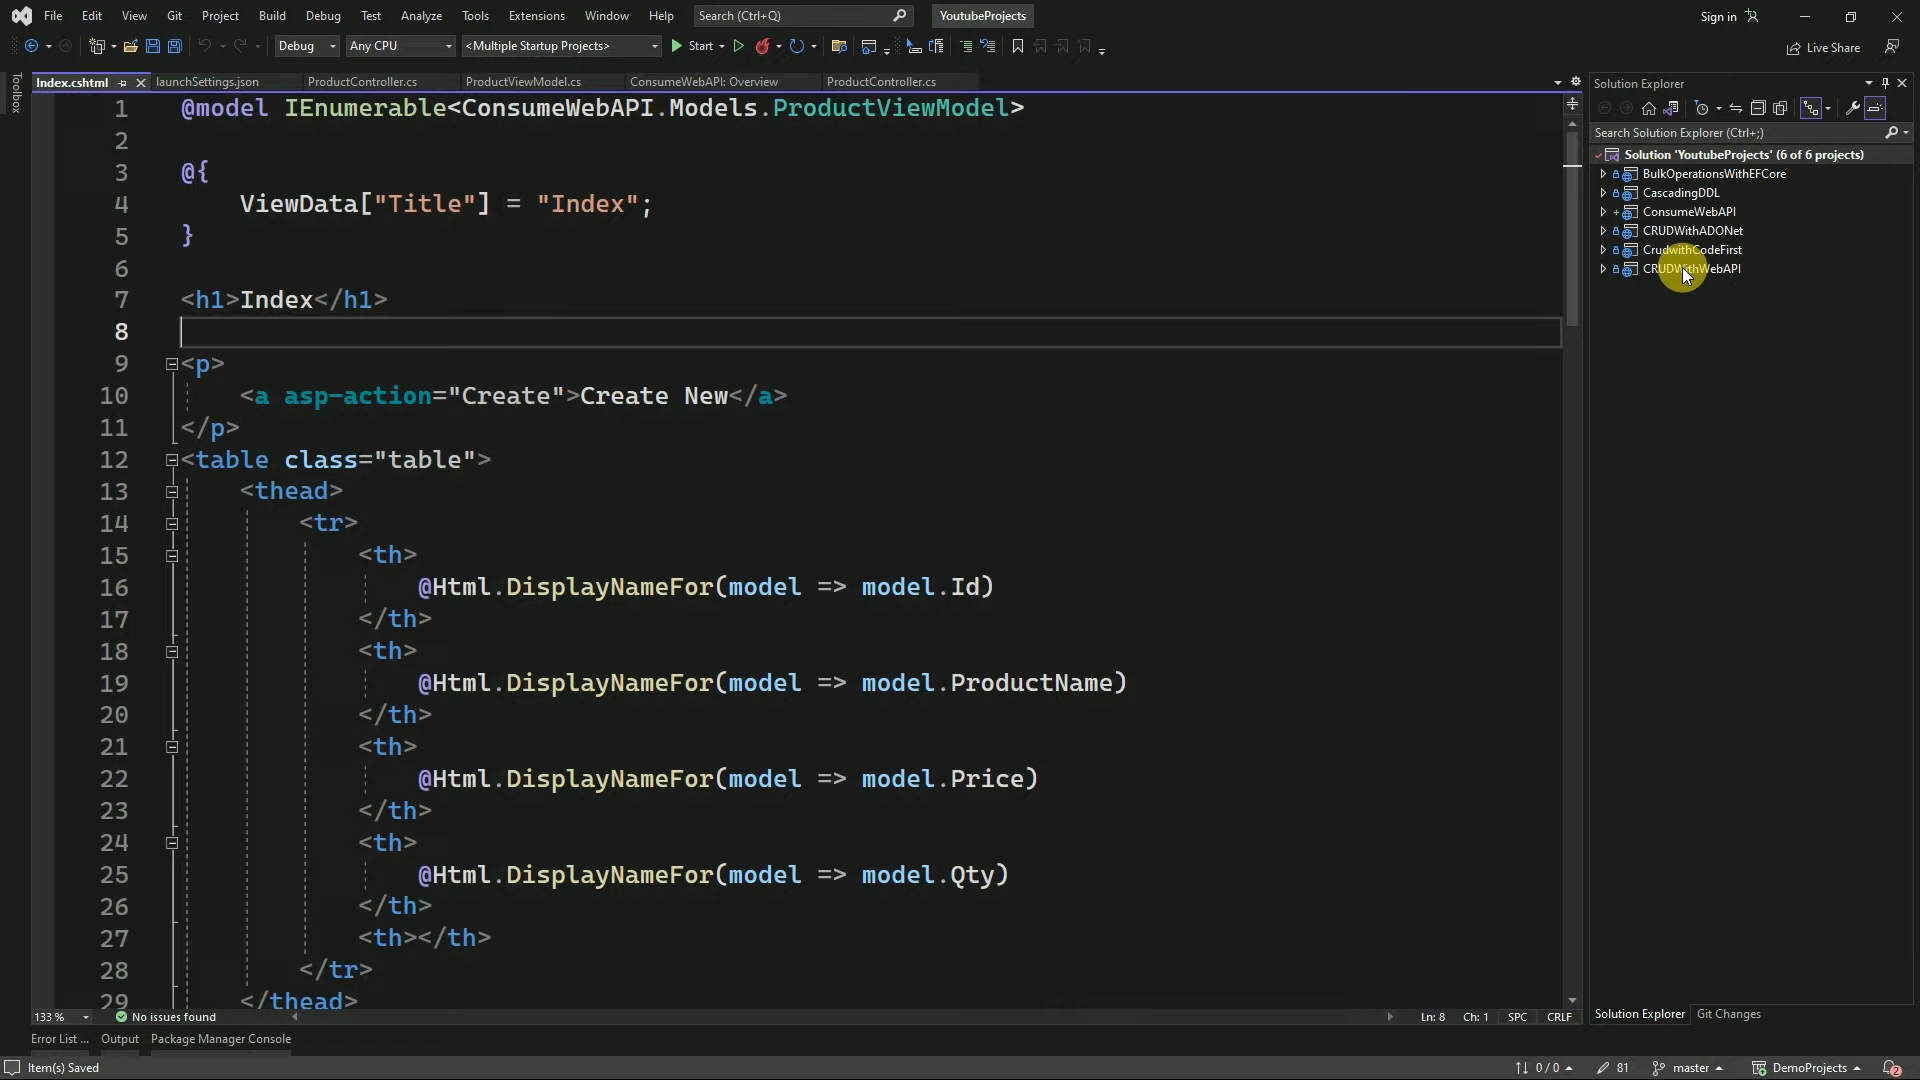 File Edit View Git Project Build Debug Test Analyze Tools Extensions Window Help Search (Ctrl+Q) YoutubeProjects Sign in
Debug Any CPU <Multiple Startup Projects> Start Live Share
Toolbox
Index.cshtml launchSettings.json ProductController.cs ProductViewModel.cs ConsumeWebAPI: Overview ProductController.cs
1 @model IEnumerable<ConsumeWebAPI.Models.ProductViewModel>
2
3 @{
4 ViewData["Title"] = "Index";
5 }
6
7 <h1>Index</h1>
8
9 <p>
10 <a asp-action="Create">Create New</a>
11 </p>
12 <table class="table">
13 <thead>
14 <tr>
15 <th>
16 @Html.DisplayNameFor(model => model.Id)
17 </th>
18 <th>
19 @Html.DisplayNameFor(model => model.ProductName)
20 </th>
21 <th>
22 @Html.DisplayNameFor(model => model.Price)
23 </th>
24 <th>
25 @Html.DisplayNameFor(model => model.Qty)
26 </th>
27 <th></th>
28 </tr>
29 </thead>
133 % No issues found Ln: 8 Ch: 1 SPC CRLF
Solution Explorer
Search Solution Explorer (Ctrl+;)
Solution 'YoutubeProjects' (6 of 6 projects)
BulkOperationsWithEFCore
CascadingDDL
ConsumeWebAPI
CRUDWithADONet
CrudwithCodeFirst
CRUDWithWebAPI
Solution Explorer Git Changes
Error List ... Output Package Manager Console
Item(s) Saved 0 / 0 81 master DemoProjects 2